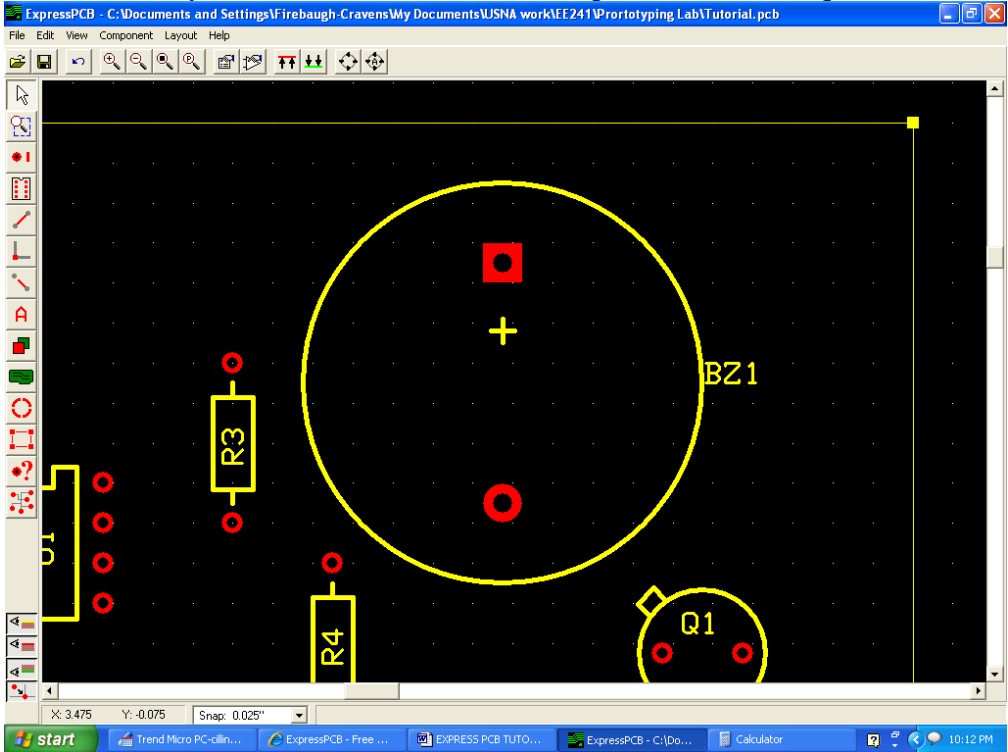 ExpressPCB - C:\Documents and Settings\Firebaugh-Cravens\My Documents\USNA work\EE241\Prortotyping Lab\Tutorial.pcb
File Edit View Component Layout Help
BZ1
R3
U1
R4
Q1
X: 3.475 Y: -0.075 Snap: 0.025"
start Trend Micro PC-cillin... ExpressPCB - Free ... EXPRESS PCB TUTO... ExpressPCB - C:\Do... Calculator 10:12 PM